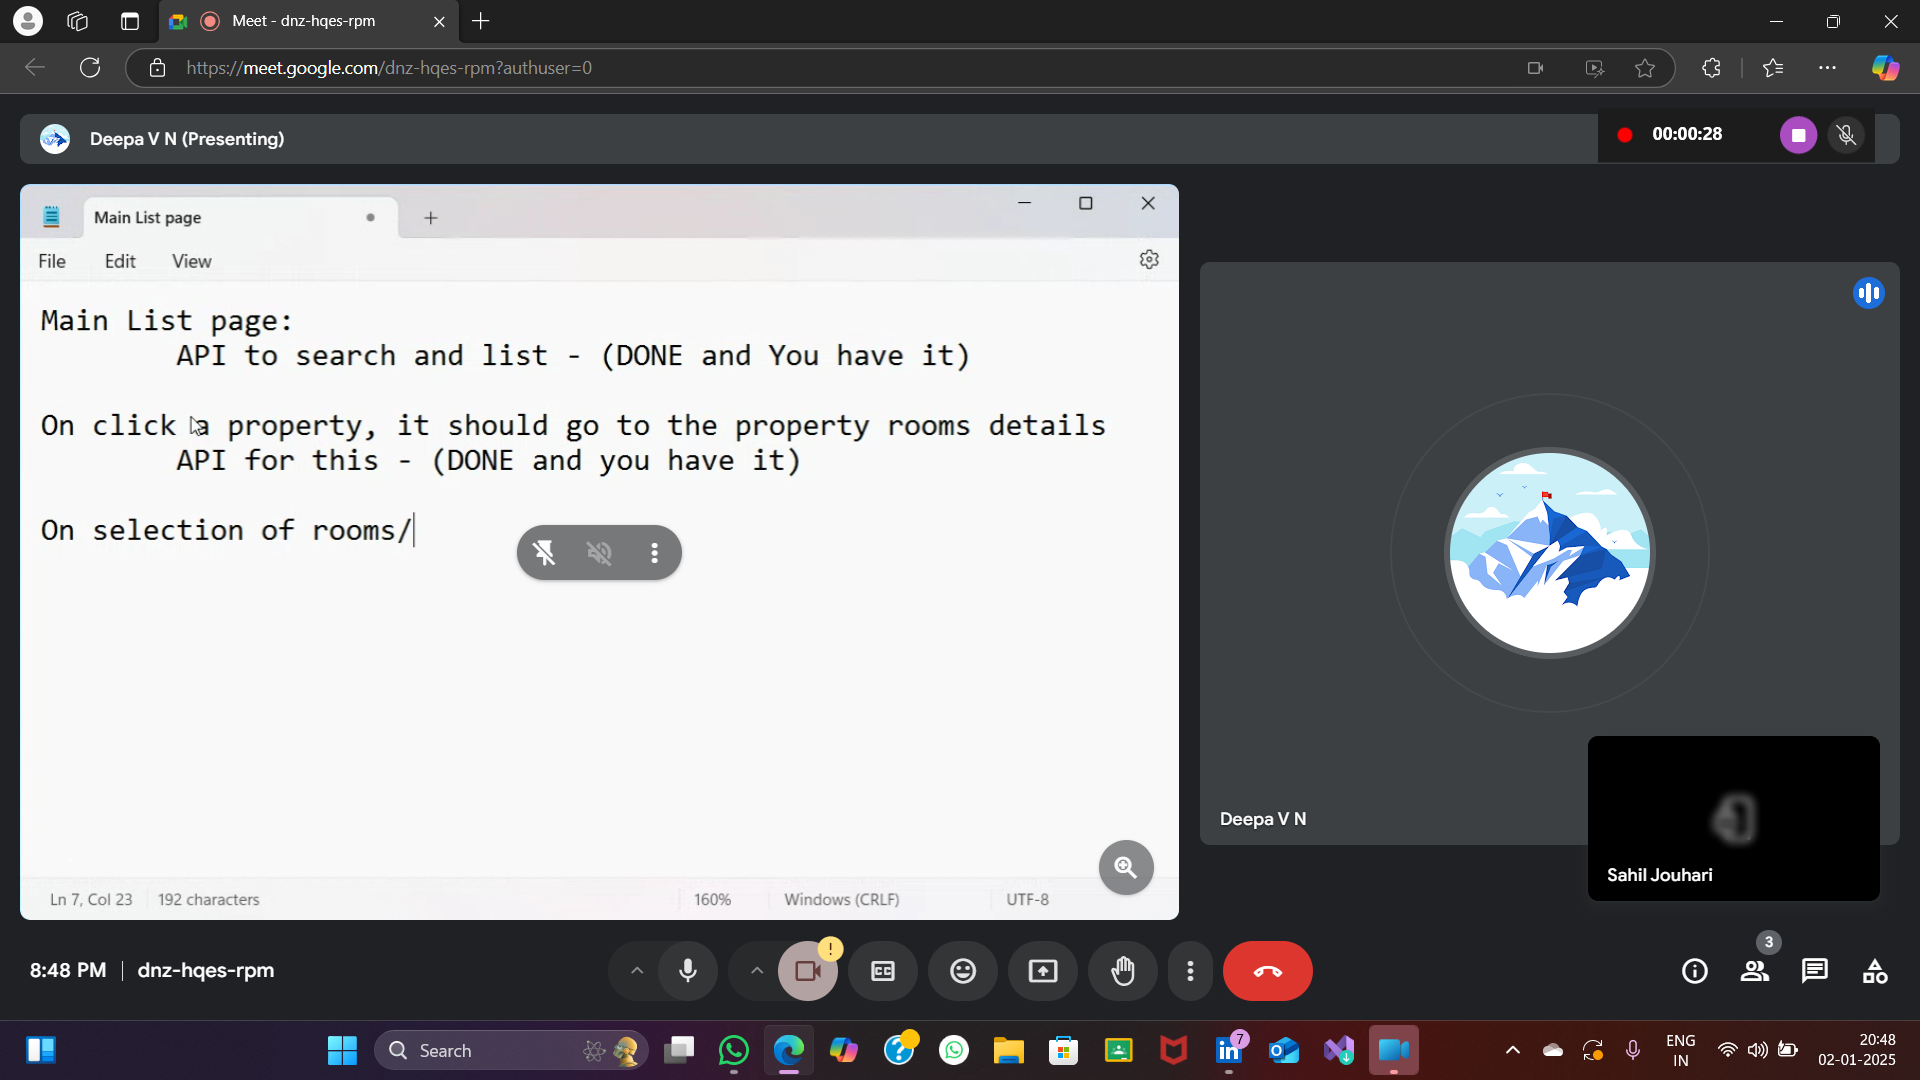 Meet - dnz-hqes-rpm
https://meet.google.com/dnz-hqes-rpm?authuser=0
Deepa V N (Presenting)
00:00:28
Main List page
File Edit View
Main List page:
API to search and list - (DONE and You have it)
On click a property, it should go to the property rooms details
API for this - (DONE and you have it)
On selection of rooms/
Ln 7, Col 23
192 characters
160%
Windows (CRLF)
UTF-8
Deepa V N
Sahil Jouhari
8:48 PM
dnz-hqes-rpm
3
Search
7
ENG
IN
20:48
02-01-2025